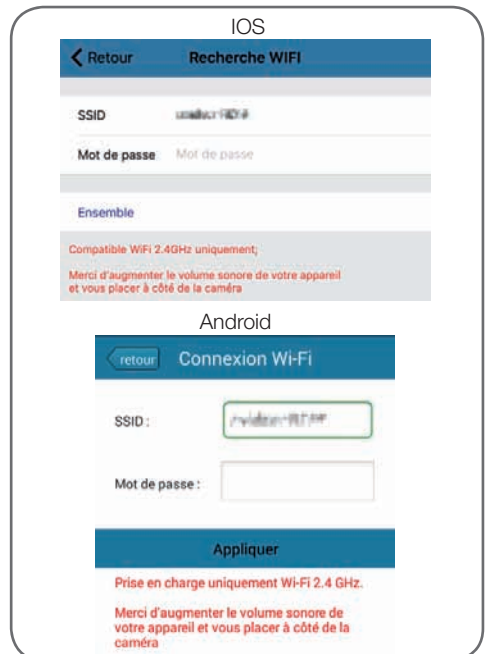 IOS
Retour Recherche WIFI
SSID
Mot de passe Mot de passe
Ensemble
Compatible WiFi 2.4GHz uniquement;
Merci d'augmenter le volume sonore de votre appareil
et vous placer à côté de la caméra
Android
retour Connexion Wi-Fi
SSID :
Mot de passe :
Appliquer
Prise en charge uniquement Wi-Fi 2.4 GHz.
Merci d'augmenter le volume sonore de
votre appareil et vous placer à côté de la
caméra